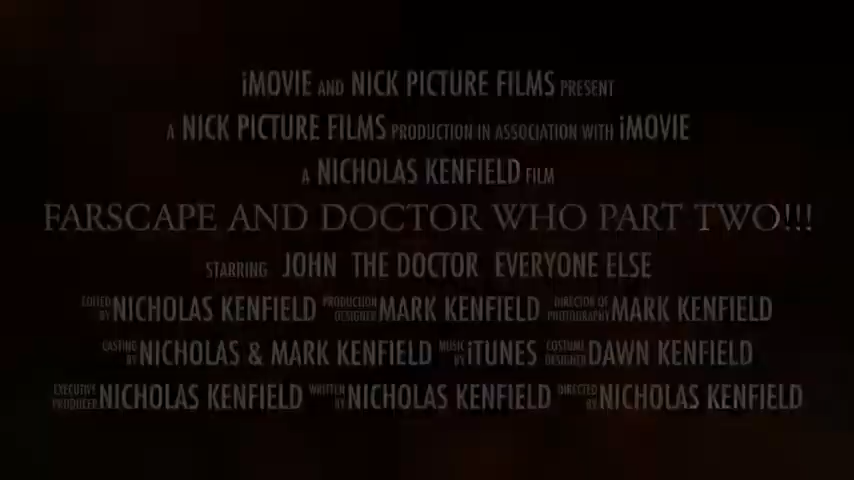 iMOVIE AND NICK PICTURE FILMS PRESENT
A NICK PICTURE FILMS PRODUCTION IN ASSOCIATION WITH iMOVIE
A NICHOLAS KENFIELD FILM
FARSCAPE AND DOCTOR WHO PART TWO!!!
STARRING JOHN THE DOCTOR EVERYONE ELSE
EDITED BY NICHOLAS KENFIELD PRODUCTION DESIGNER MARK KENFIELD DIRECTOR OF PHOTOGRAPHY MARK KENFIELD
CASTING BY NICHOLAS & MARK KENFIELD MUSIC BY iTUNES COSTUME DESIGNER DAWN KENFIELD
EXECUTIVE PRODUCER NICHOLAS KENFIELD WRITTEN BY NICHOLAS KENFIELD DIRECTED BY NICHOLAS KENFIELD